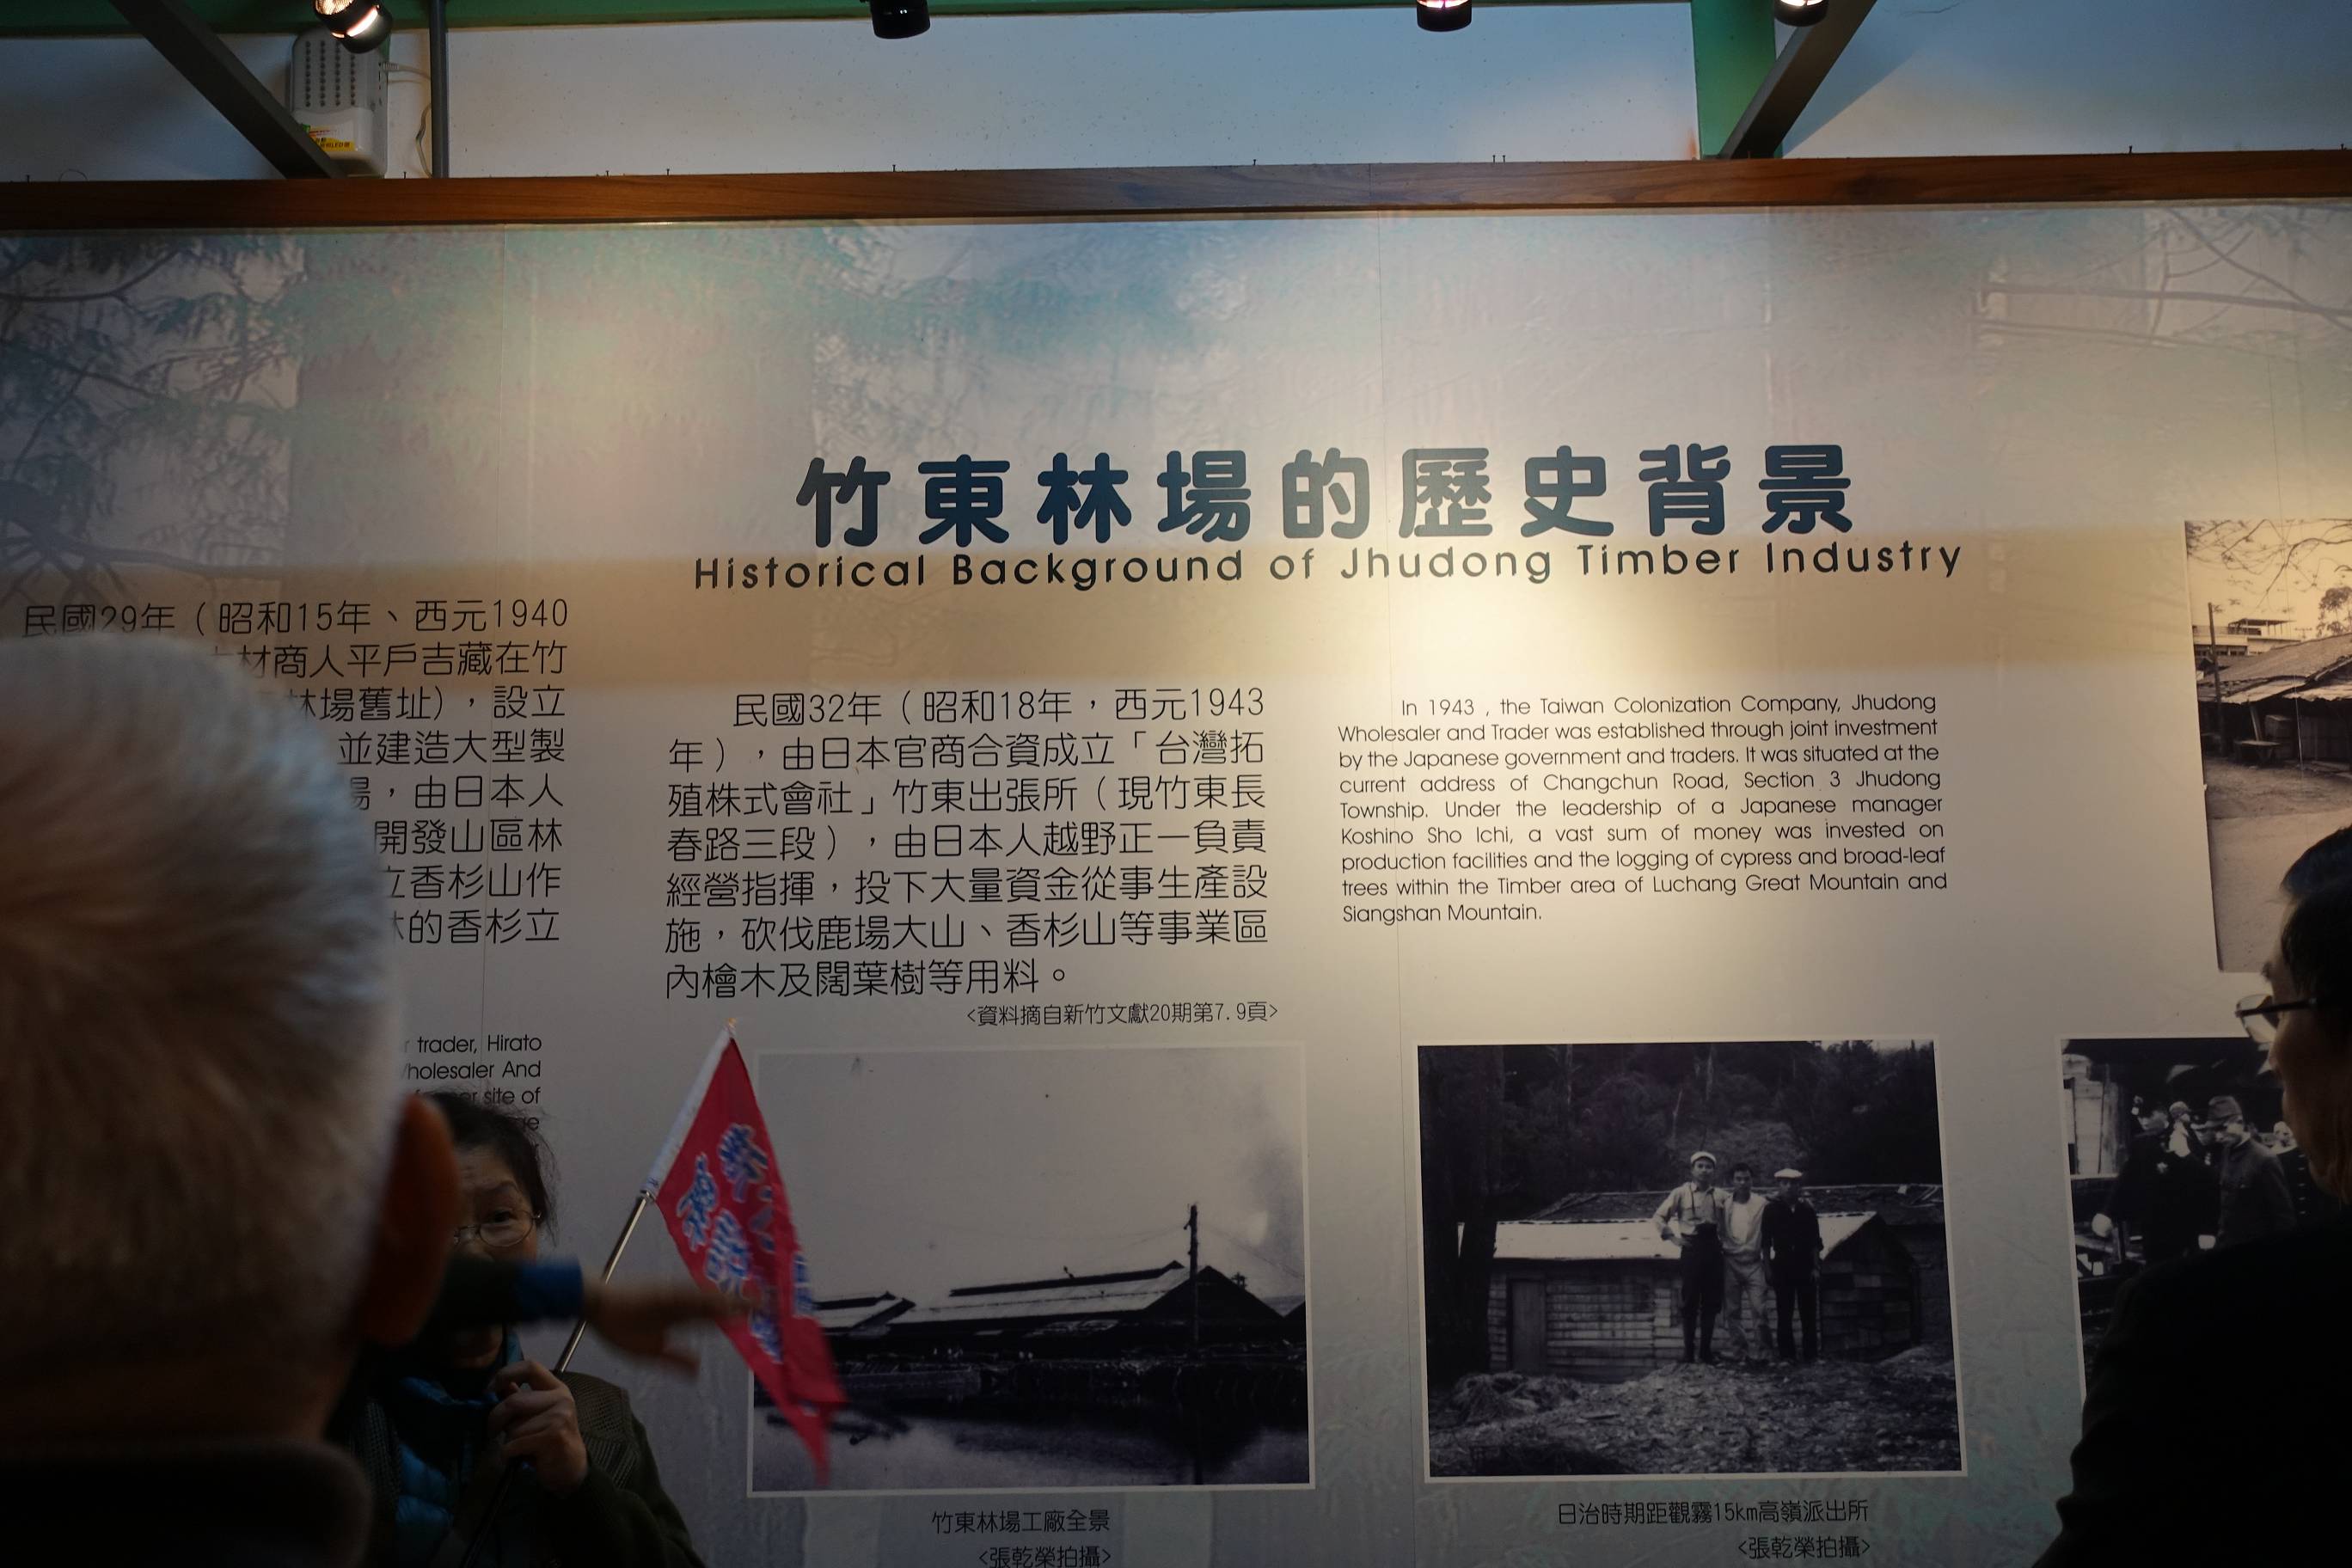 竹東林場的歷史背景
Historical Background of Jhudong Timber Industry
民國29年（昭和15年、西元1940
材商人平戶吉藏在竹
林場舊址），設立
並建造大型製
場，由日本人
開發山區林
立香杉山作
林的香杉立
trader, Hirato
Wholesaler And
site of
民國32年（昭和18年，西元1943
年），由日本官商合資成立「台灣拓
殖株式會社」竹東出張所（現竹東長
春路三段），由日本人越野正一負責
經營指揮，投下大量資金從事生產設
施，砍伐鹿場大山、香杉山等事業區
內檜木及闊葉樹等用料。
<資料摘自新竹文獻20期第7.9頁>
In 1943 , the Taiwan Colonization Company, Jhudong
Wholesaler and Trader was established through joint investment
by the Japanese government and traders. It was situated at the
current address of Changchun Road, Section 3 Jhudong
Township. Under the leadership of a Japanese manager
Koshino Sho Ichi, a vast sum of money was invested on
production facilities and the logging of cypress and broad-leaf
trees within the Timber area of Luchang Great Mountain and
Siangshan Mountain.
竹東林場工廠全景
<張乾榮拍攝>
日治時期距觀霧15km高嶺派出所
<張乾榮拍攝>